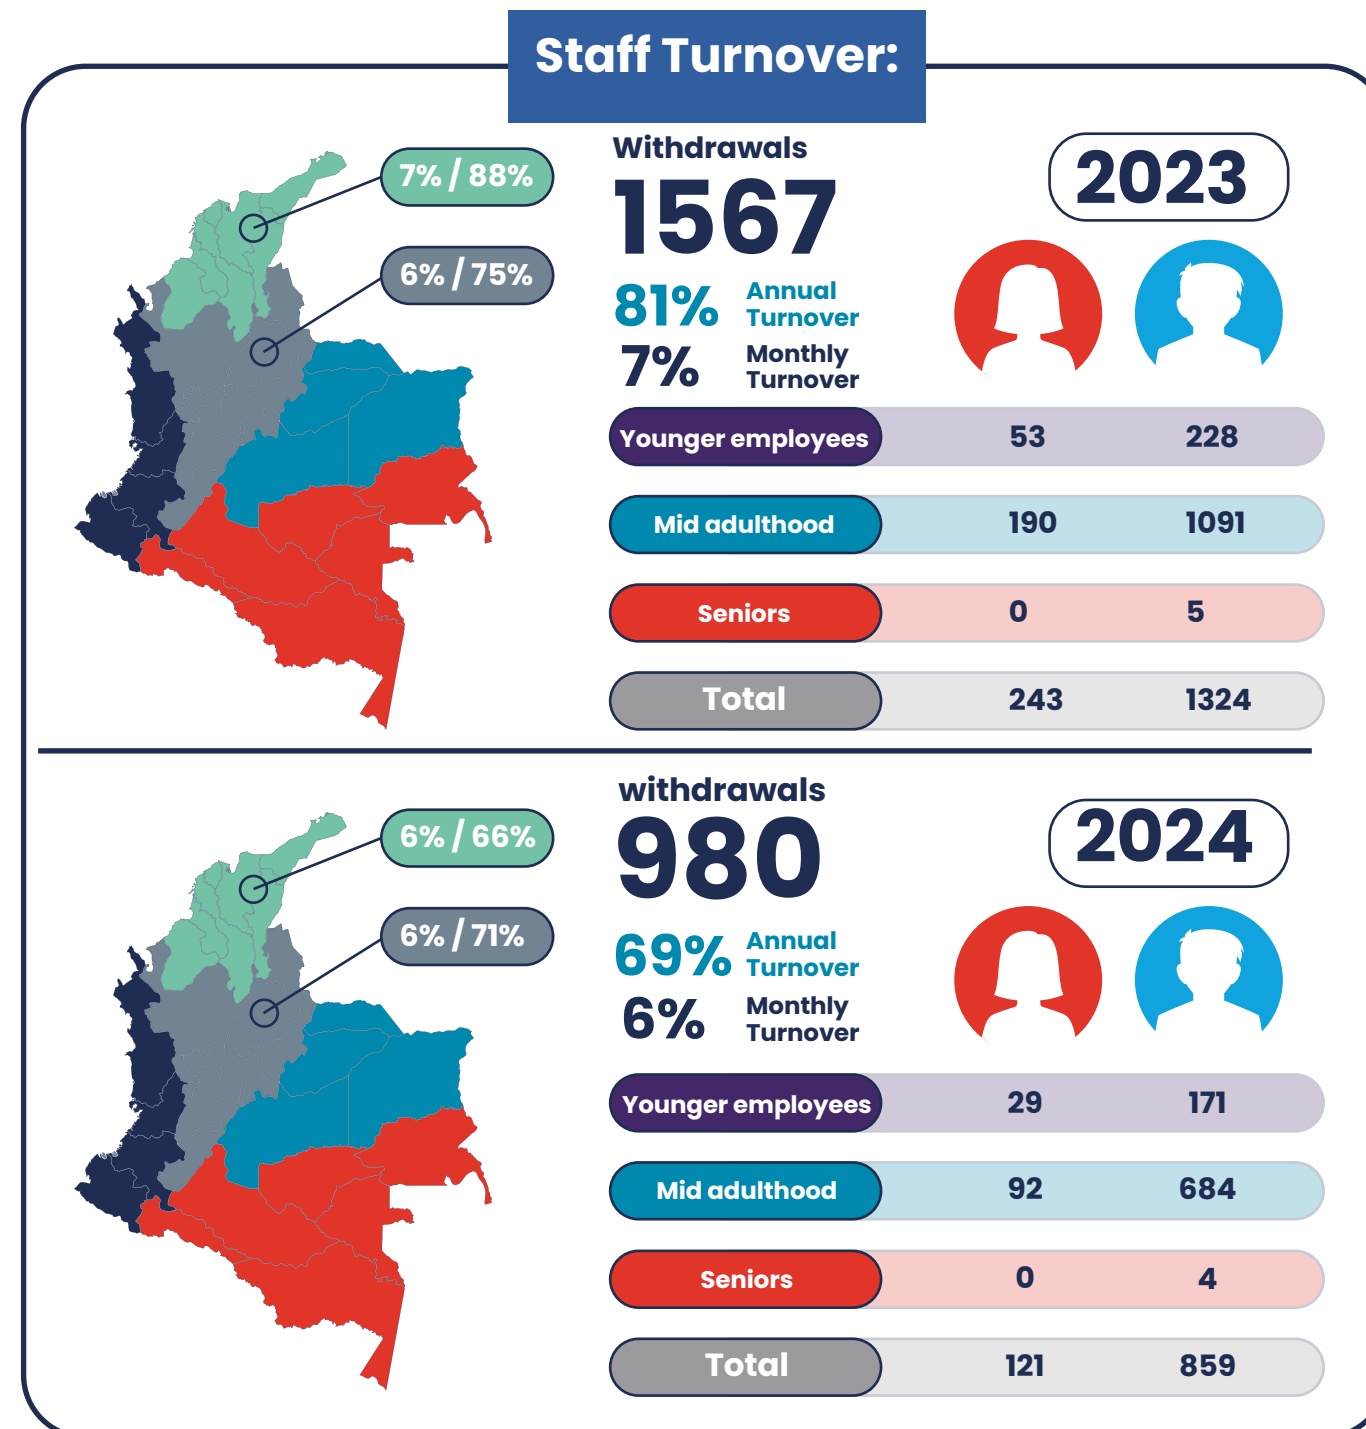 Staff Turnover:
7% / 88%
6% / 75%
Withdrawals
1567
2023
81% Annual
Turnover
7% Monthly
Turnover
Younger employees 53 228
Mid adulthood 190 1091
Seniors 0 5
Total 243 1324
6% / 66%
6% / 71%
withdrawals
980
2024
69% Annual
Turnover
6% Monthly
Turnover
Younger employees 29 171
Mid adulthood 92 684
Seniors 0 4
Total 121 859